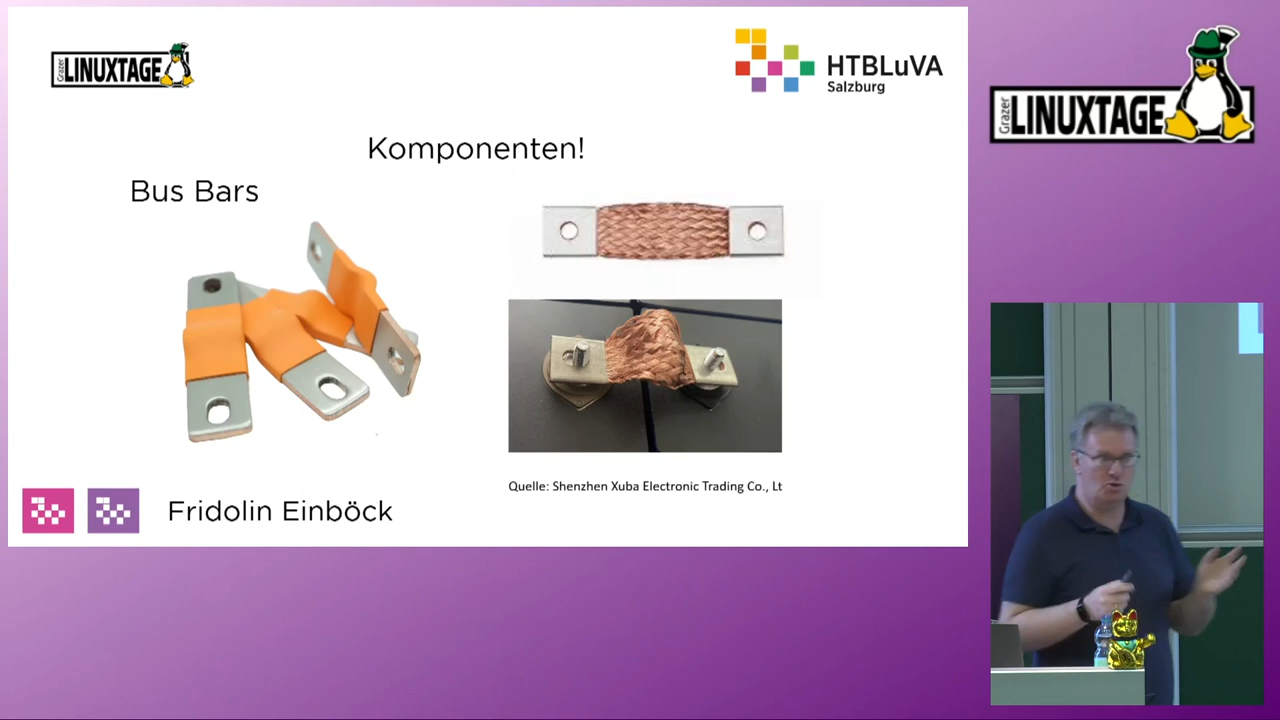 Grazer LINUXTAGE
HTBLuVA
Salzburg
Grazer LINUXTAGE
Komponenten!
Bus Bars
Quelle: Shenzhen Xuba Electronic Trading Co., Lt
Fridolin Einböck